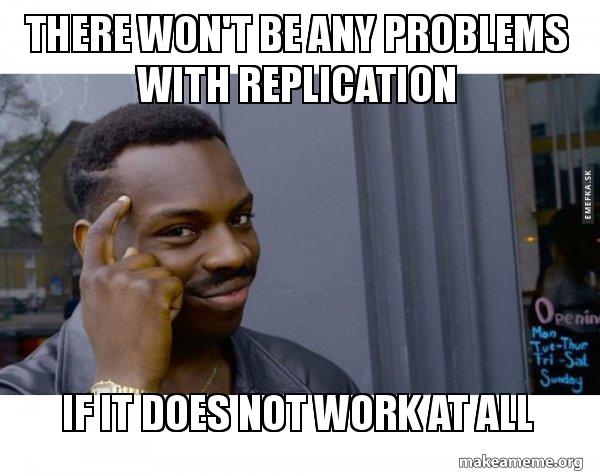 THERE WON'T BE ANY PROBLEMS
WITH REPLICATION
EMEFKA.SK
Openin
Mon
Tue-Thur
Fri-Sat
Sunday
IF IT DOES NOT WORK AT ALL
makeameme.org